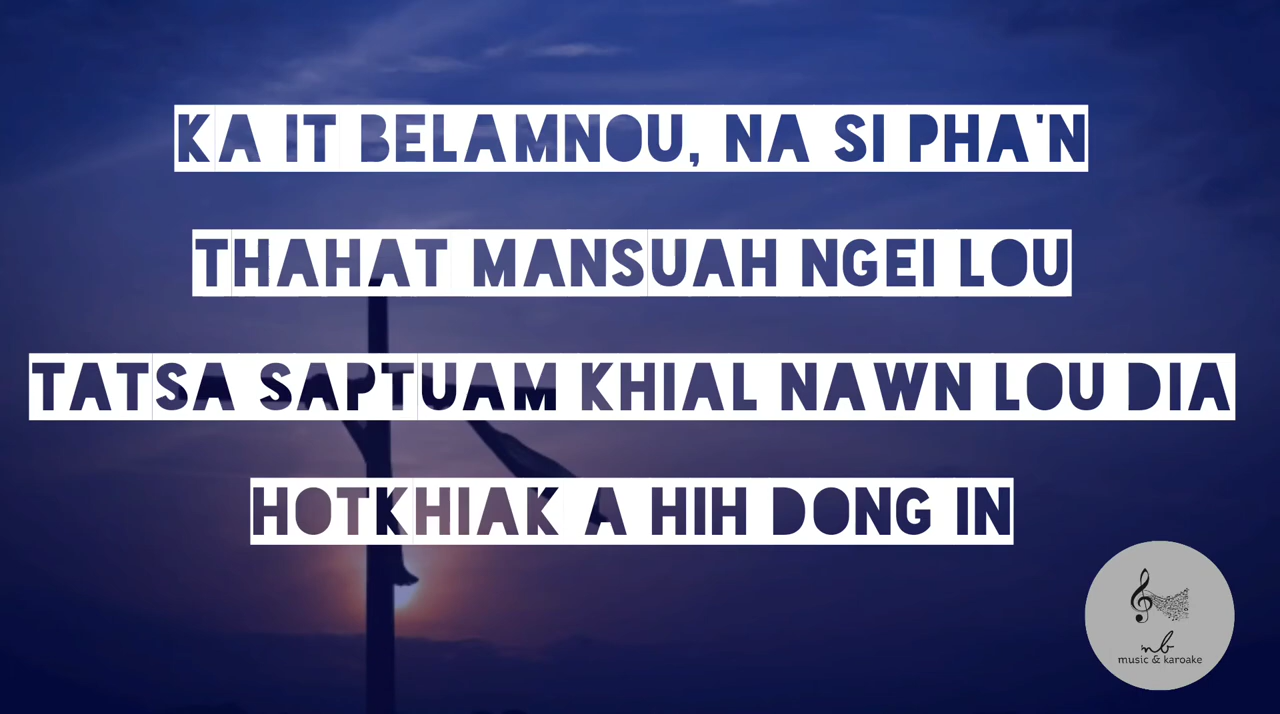 KA IT BELAMNOU, NA SI PHA'N
THAHAT MANSUAH NGEI LOU
TATSA SAPTUAM KHIAL NAWN LOU DIA
HOTKHIAK A HIH DONG IN
nb
music & karoake